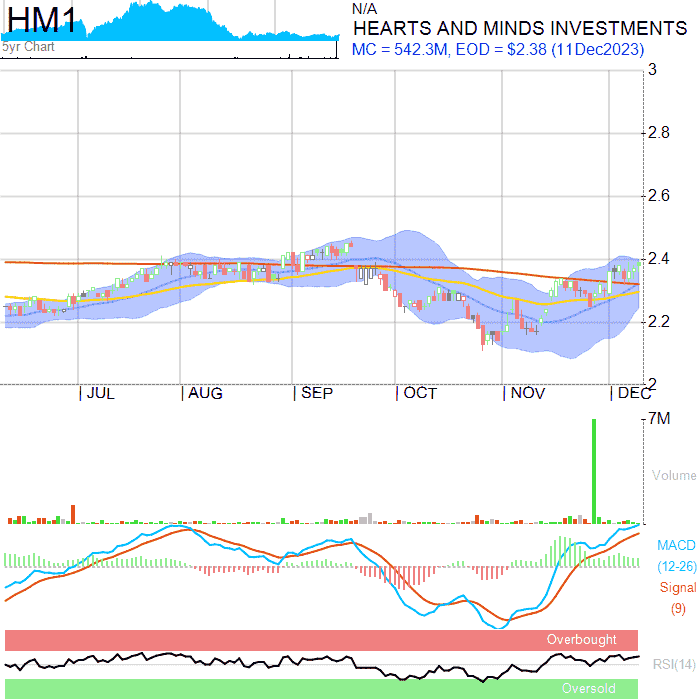 HM1
5yr Chart
N/A
HEARTS AND MINDS INVESTMENTS
MC = 542.3M, EOD = $2.38 (11Dec2023)
3
2.8
2.6
2.4
2.2
2
JUL AUG SEP OCT NOV DEC
7M
Volume
MACD
(12-26)
Signal
(9)
Overbought
RSI(14)
Oversold